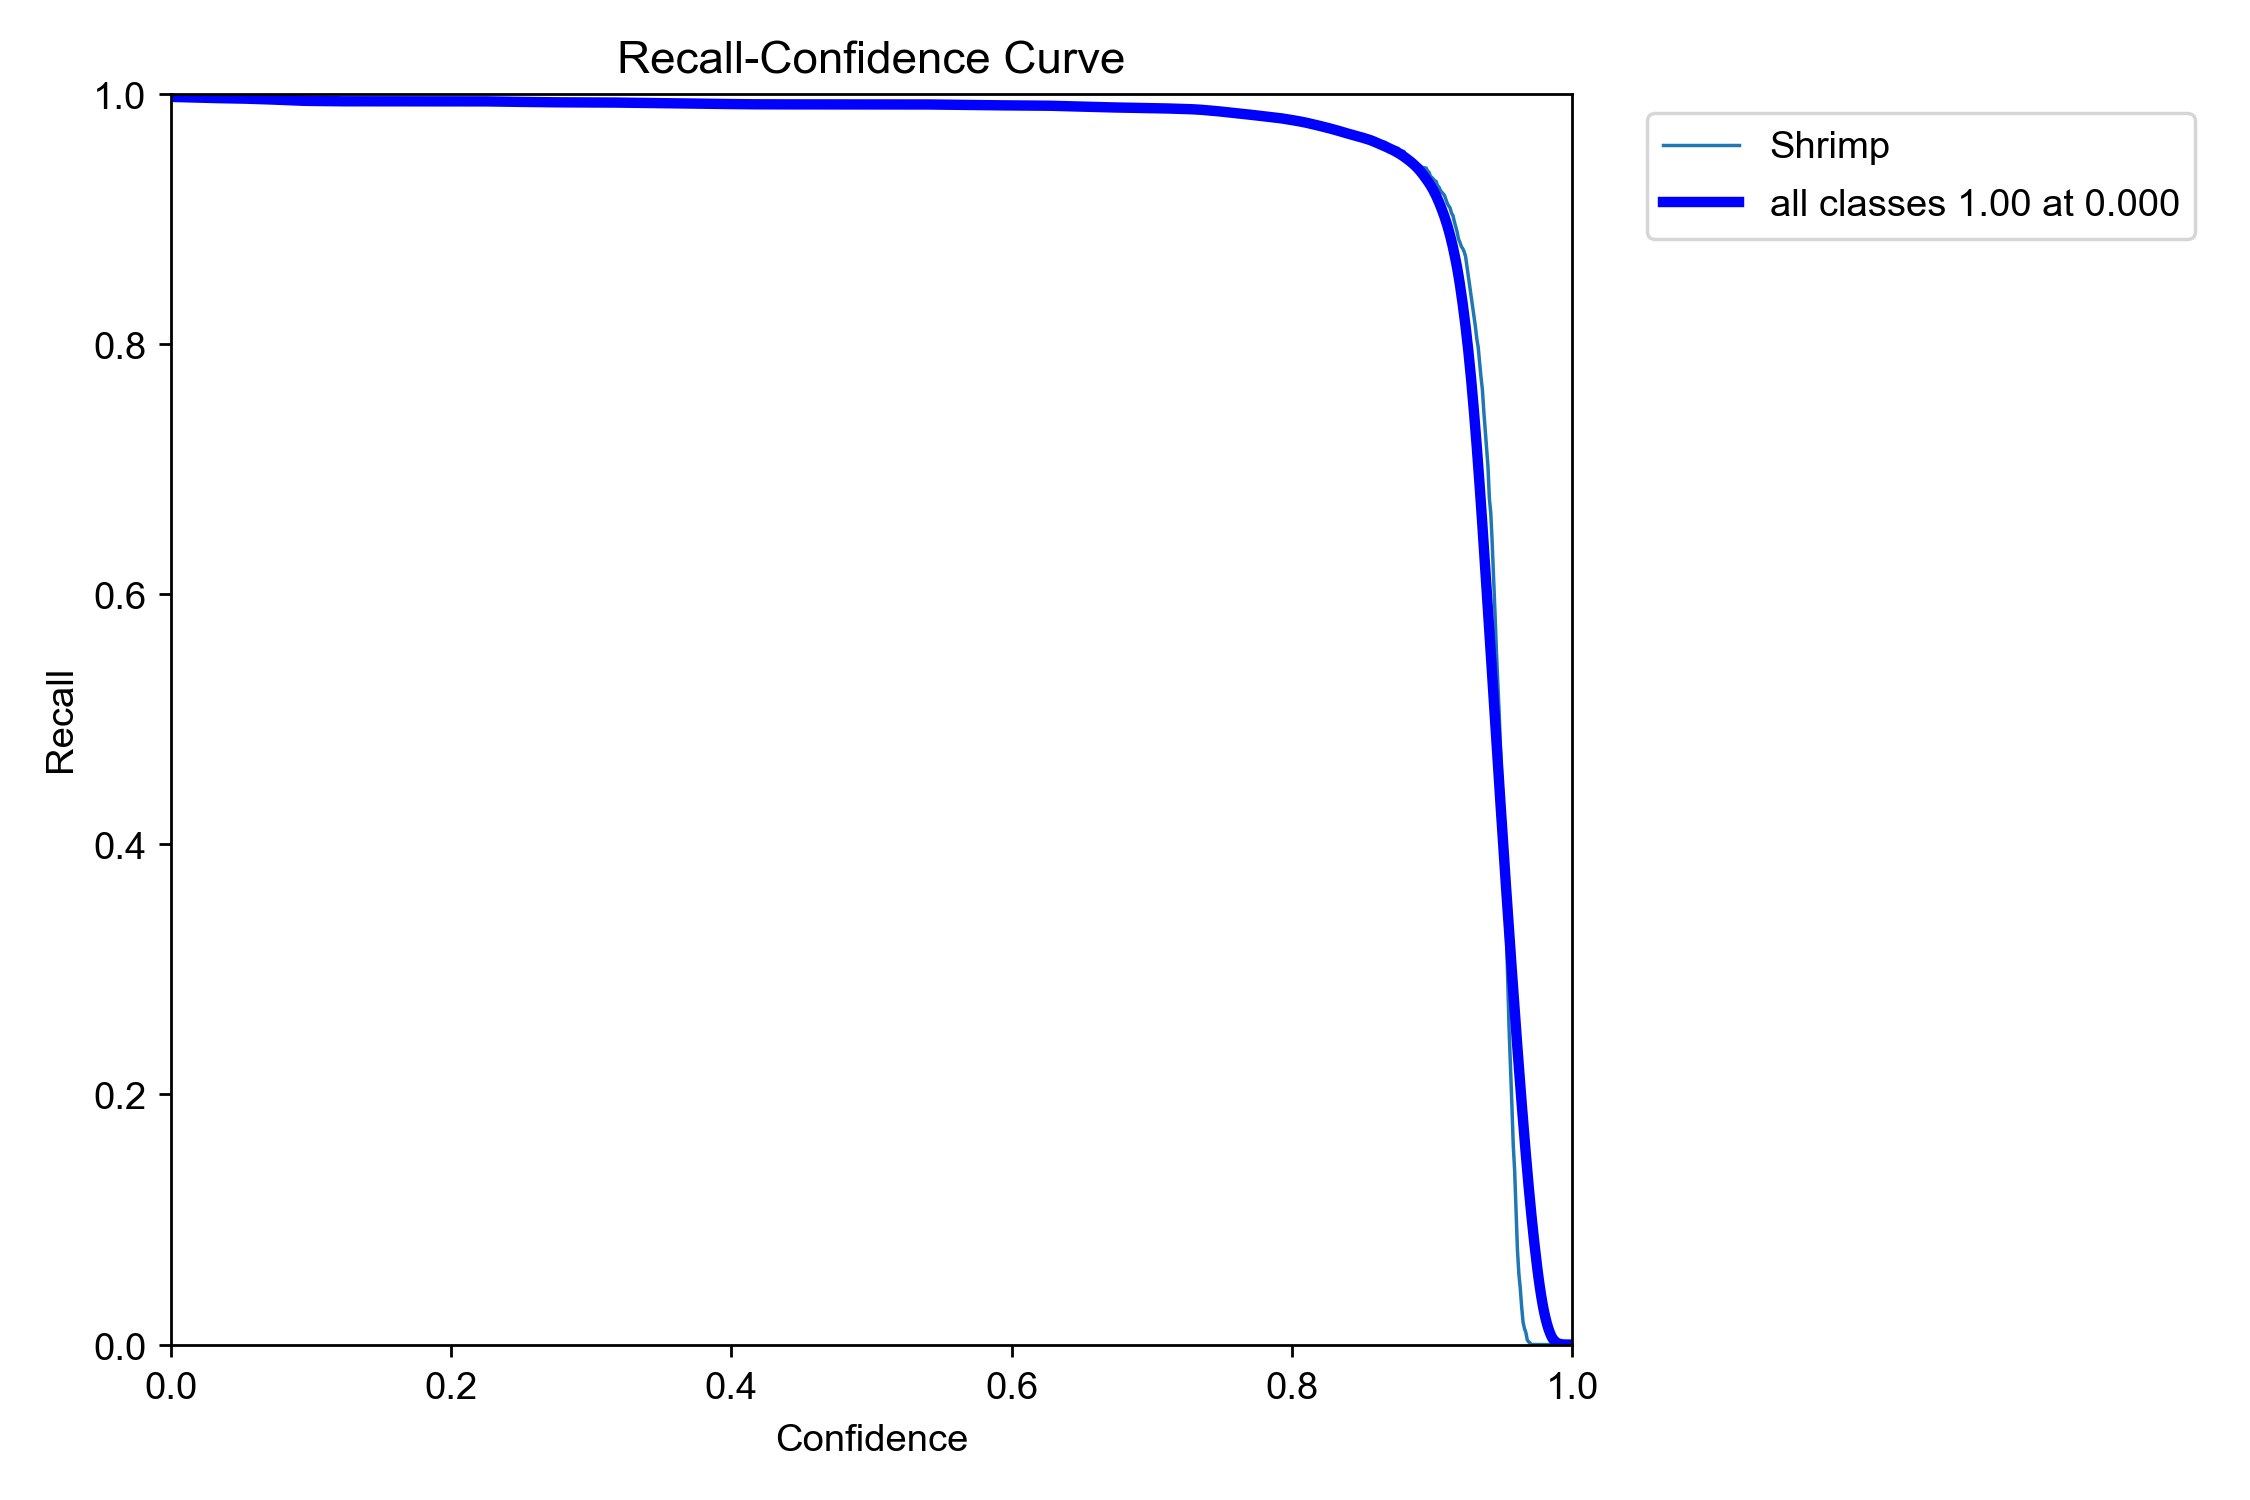 Recall-Confidence Curve
Shrimp
all classes 1.00 at 0.000
1.0
0.8
0.6
0.4
0.2
0.0
Recall
0.0 0.2 0.4 0.6 0.8 1.0
Confidence